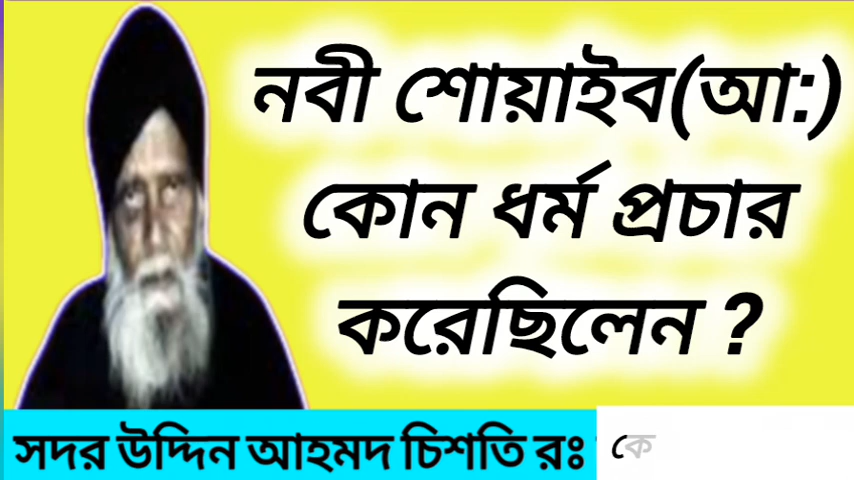 নবী শোয়াইব(আ:)
কোন ধর্ম প্রচার
করেছিলেন ?
সদর উদ্দিন আহমদ চিশতি রঃ
কে